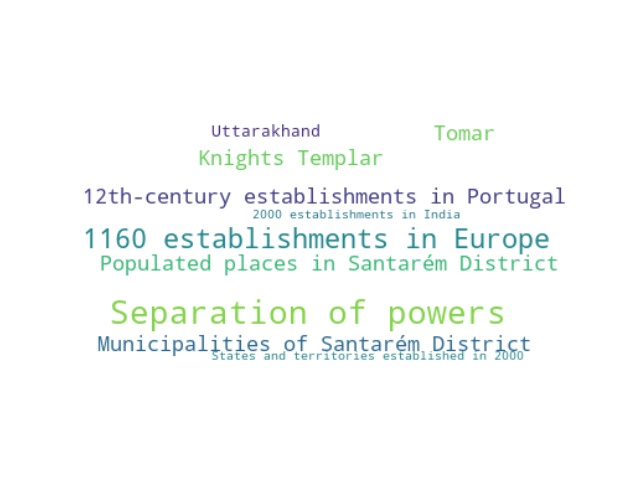 Uttarakhand
Tomar
Knights Templar
12th-century establishments in Portugal
2000 establishments in India
1160 establishments in Europe
Populated places in Santarém District
Separation of powers
Municipalities of Santarém District
States and territories established in 2000